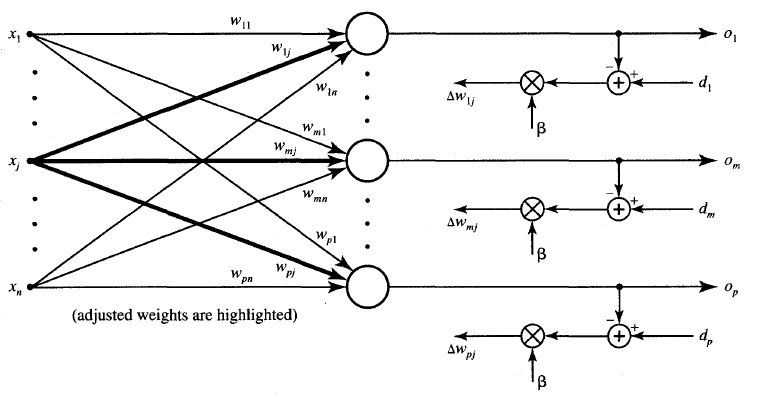 x₁
w₁₁
o₁
w₁ⱼ
w₁ₙ
−
+
d₁
Δw₁ⱼ
β
xⱼ
wₘ₁
wₘⱼ
wₘₙ
oₘ
−
+
dₘ
Δwₘⱼ
β
wₚ₁
xₙ
wₚₙ
wₚⱼ
oₚ
(adjusted weights are highlighted)
−
+
dₚ
Δwₚⱼ
β